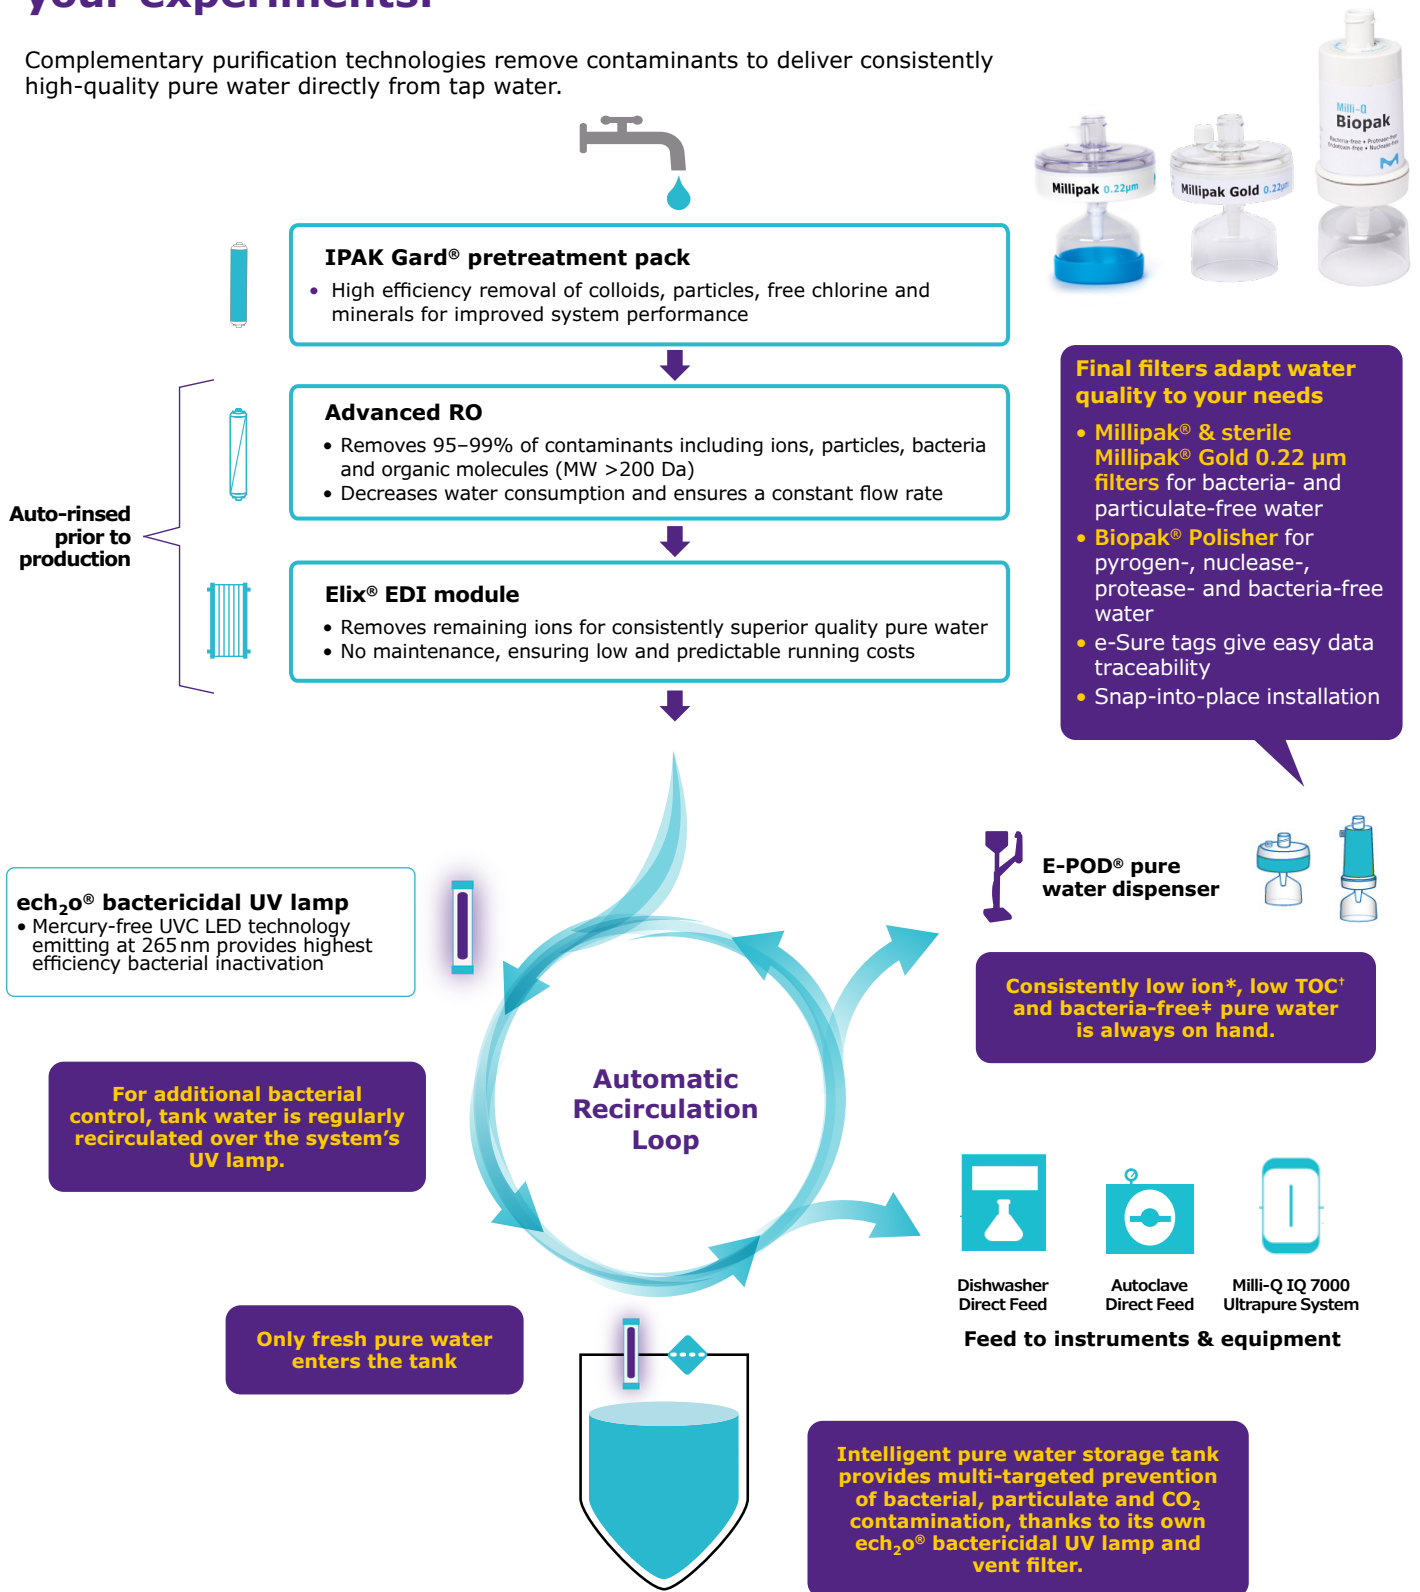 your experiments.
Complementary purification technologies remove contaminants to deliver consistently
high-quality pure water directly from tap water.
Millipak 0.22µm
Millipak Gold 0.22µm
Milli-Q
Biopak
Bacteria-free • Protease-free
Endotoxin-free • Nuclease-free
IPAK Gard® pretreatment pack
• High efficiency removal of colloids, particles, free chlorine and
minerals for improved system performance
Advanced RO
• Removes 95–99% of contaminants including ions, particles, bacteria
and organic molecules (MW >200 Da)
• Decreases water consumption and ensures a constant flow rate
Auto-rinsed
prior to
production
Elix® EDI module
• Removes remaining ions for consistently superior quality pure water
• No maintenance, ensuring low and predictable running costs
Final filters adapt water
quality to your needs
• Millipak® & sterile
Millipak® Gold 0.22 µm
filters for bacteria- and
particulate-free water
• Biopak® Polisher for
pyrogen-, nuclease-,
protease- and bacteria-free
water
• e-Sure tags give easy data
traceability
• Snap-into-place installation
ech₂o® bactericidal UV lamp
• Mercury-free UVC LED technology
emitting at 265 nm provides highest
efficiency bacterial inactivation
E-POD® pure
water dispenser
Consistently low ion*, low TOC†
and bacteria-free‡ pure water
is always on hand.
For additional bacterial
control, tank water is regularly
recirculated over the system’s
UV lamp.
Automatic
Recirculation
Loop
Dishwasher
Direct Feed
Autoclave
Direct Feed
Milli-Q IQ 7000
Ultrapure System
Feed to instruments & equipment
Only fresh pure water
enters the tank
Intelligent pure water storage tank
provides multi-targeted prevention
of bacterial, particulate and CO₂
contamination, thanks to its own
ech₂o® bactericidal UV lamp and
vent filter.